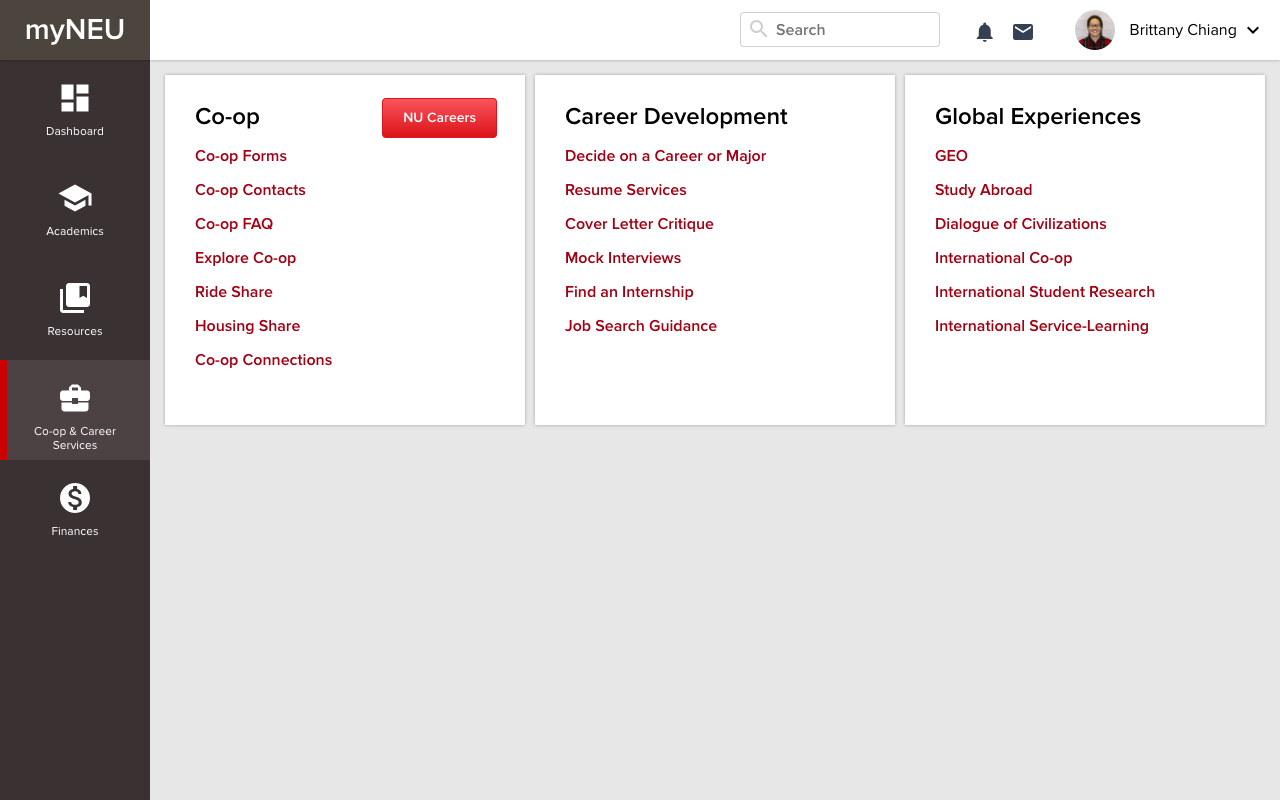 myNEU
Search
Brittany Chiang
Dashboard
Academics
Resources
Co-op & Career
Services
Finances
Co-op
NU Careers
Co-op Forms
Co-op Contacts
Co-op FAQ
Explore Co-op
Ride Share
Housing Share
Co-op Connections
Career Development
Decide on a Career or Major
Resume Services
Cover Letter Critique
Mock Interviews
Find an Internship
Job Search Guidance
Global Experiences
GEO
Study Abroad
Dialogue of Civilizations
International Co-op
International Student Research
International Service-Learning